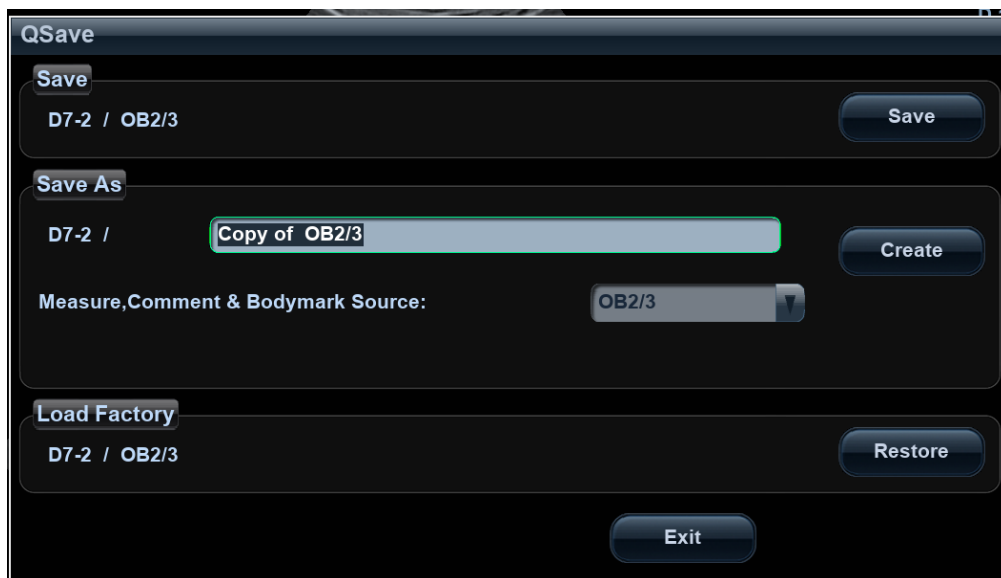 QSave
Save
D7-2 / OB2/3
Save
Save As
D7-2 /
Copy of OB2/3
Create
Measure,Comment & Bodymark Source:
OB2/3
Load Factory
D7-2 / OB2/3
Restore
Exit